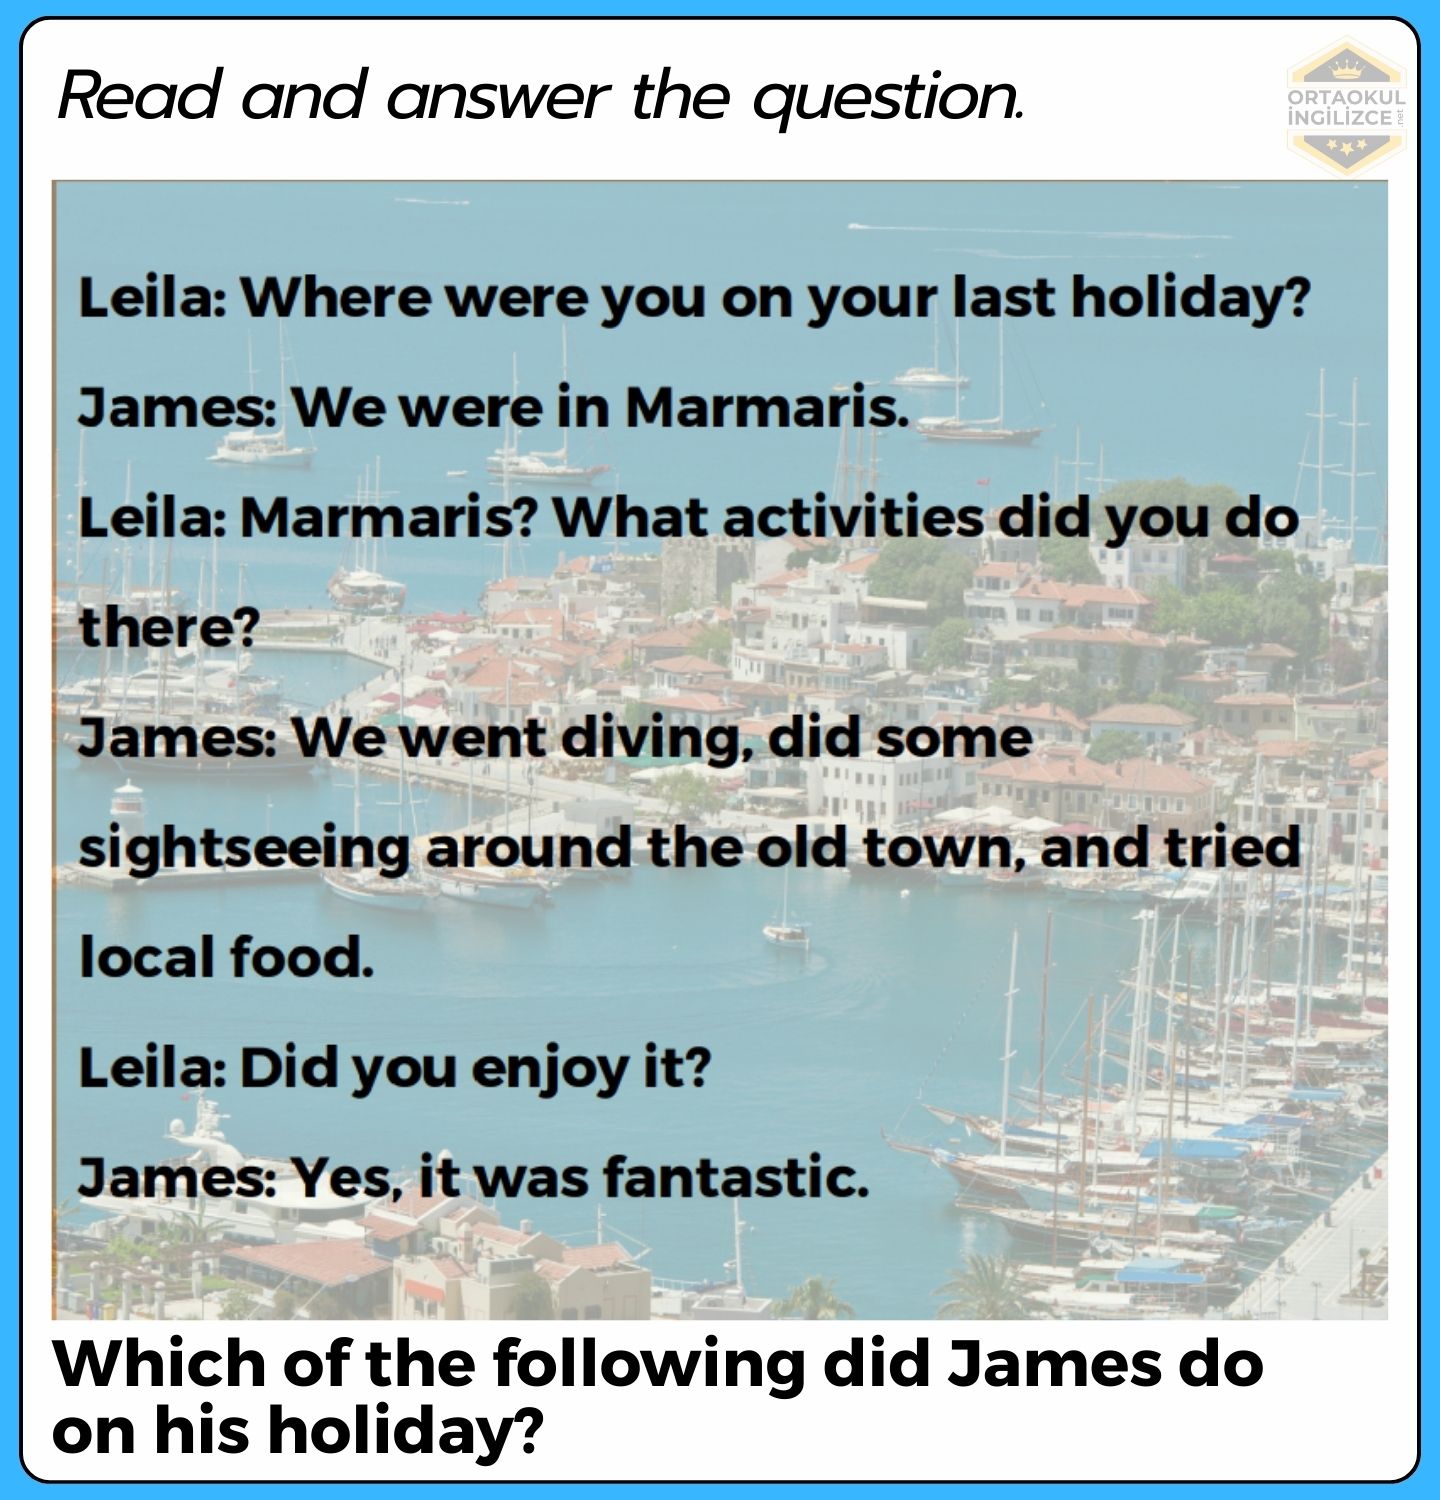 Read and answer the question.
ORTAOKUL
İNGİLİZCE .net
Leila: Where were you on your last holiday?
James: We were in Marmaris.
Leila: Marmaris? What activities did you do
there?
James: We went diving, did some
sightseeing around the old town, and tried
local food.
Leila: Did you enjoy it?
James: Yes, it was fantastic.
Which of the following did James do
on his holiday?